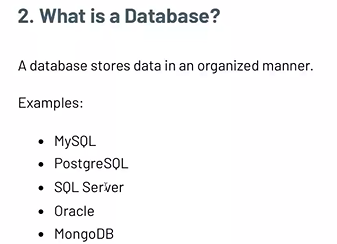 2. What is a Database?
A database stores data in an organized manner.
Examples:
• MySQL
• PostgreSQL
• SQL Server
• Oracle
• MongoDB